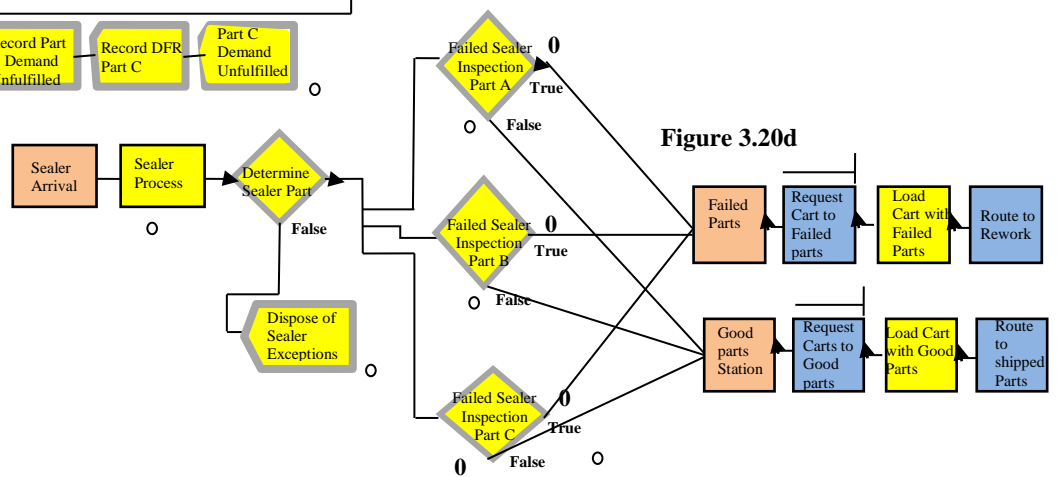 Part
Demand
Unfulfilled
Record DFR
Part C
Part C
Demand
Unfulfilled
Failed Sealer
Inspection
Part A
0
True
False
Figure 3.20d
Sealer
Arrival
Sealer
Process
Determine
Sealer Part
False
Dispose of
Sealer
Exceptions
Failed Sealer
Inspection
Part B
0
True
False
Failed Sealer
Inspection
Part C
0
True
0
False
Failed
Parts
Request
Cart to
Failed
parts
Load
Cart with
Failed
Parts
Route to
Rework
Good
parts
Station
Request
Carts to
Good
parts
Load Cart
with Good
Parts
Route
to
shipped
Parts